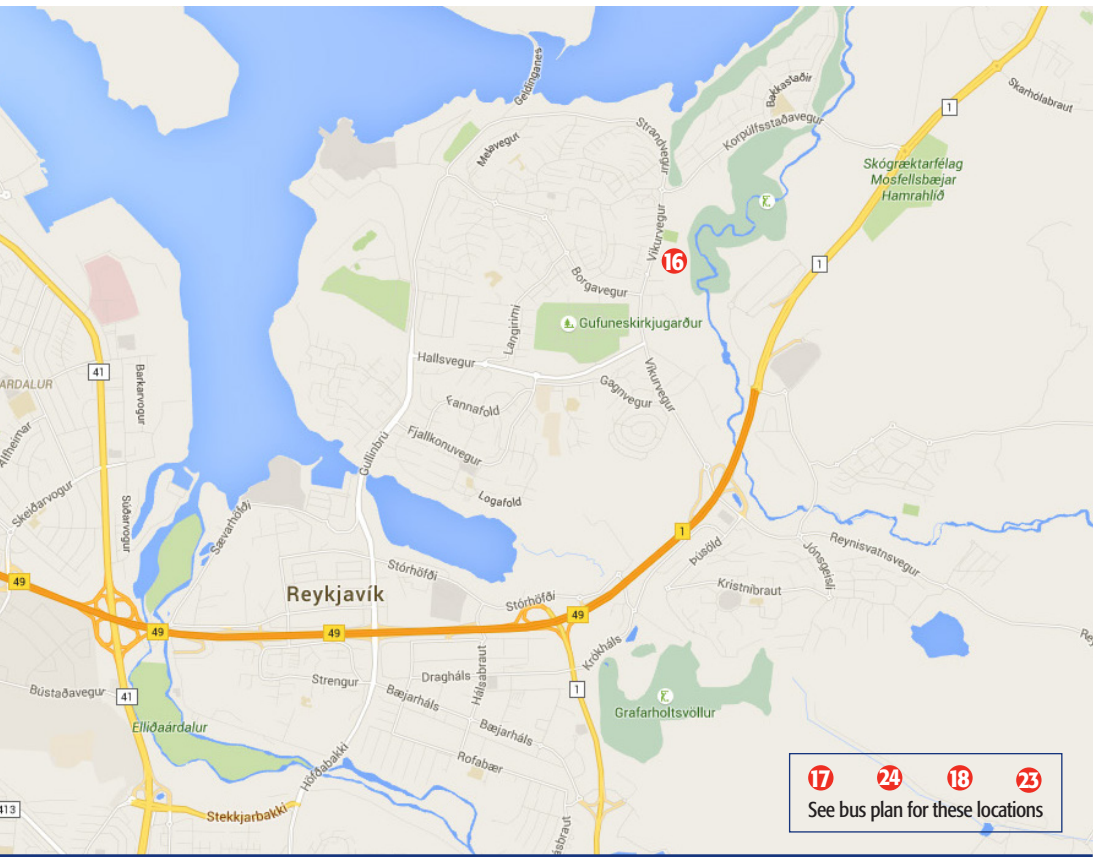 Geldinganes
Bakkastaðir
Skarhólabraut
1
Strandvegur
Korpúlfsstaðavegur
Melavegur
Skógræktarfélag
Mosfellsbæjar
Hamrahlíð
Víkurvegur
16
1
Borgavegur
Langirimi
Gufuneskirkjugarður
Hallsvegur
Víkurvegur
Gagnvegur
41
Barkarvogur
ARDALUR
Álfheimar
Fannafold
Fjallkonuvegur
Gullinbrú
Logafold
Skeiðarvogur
Súðarvogur
Sævarhöfði
1
Þúsöld
Reynisvatnsvegur
Jónsgeisli
Kristnibraut
Stórhöfði
49
Reykjavík
Stórhöfði
49
49
49
Krókháls
Dragháls
Hálsabraut
Strengur
Bæjarháls
1
Bústaðavegur
41
Grafarholtsvöllur
Elliðaárdalur
Bæjarháls
Rofabær
Höfðabakki
413
Stekkjarbakki
ásbraut
Rey
17 24 18 23
See bus plan for these locations